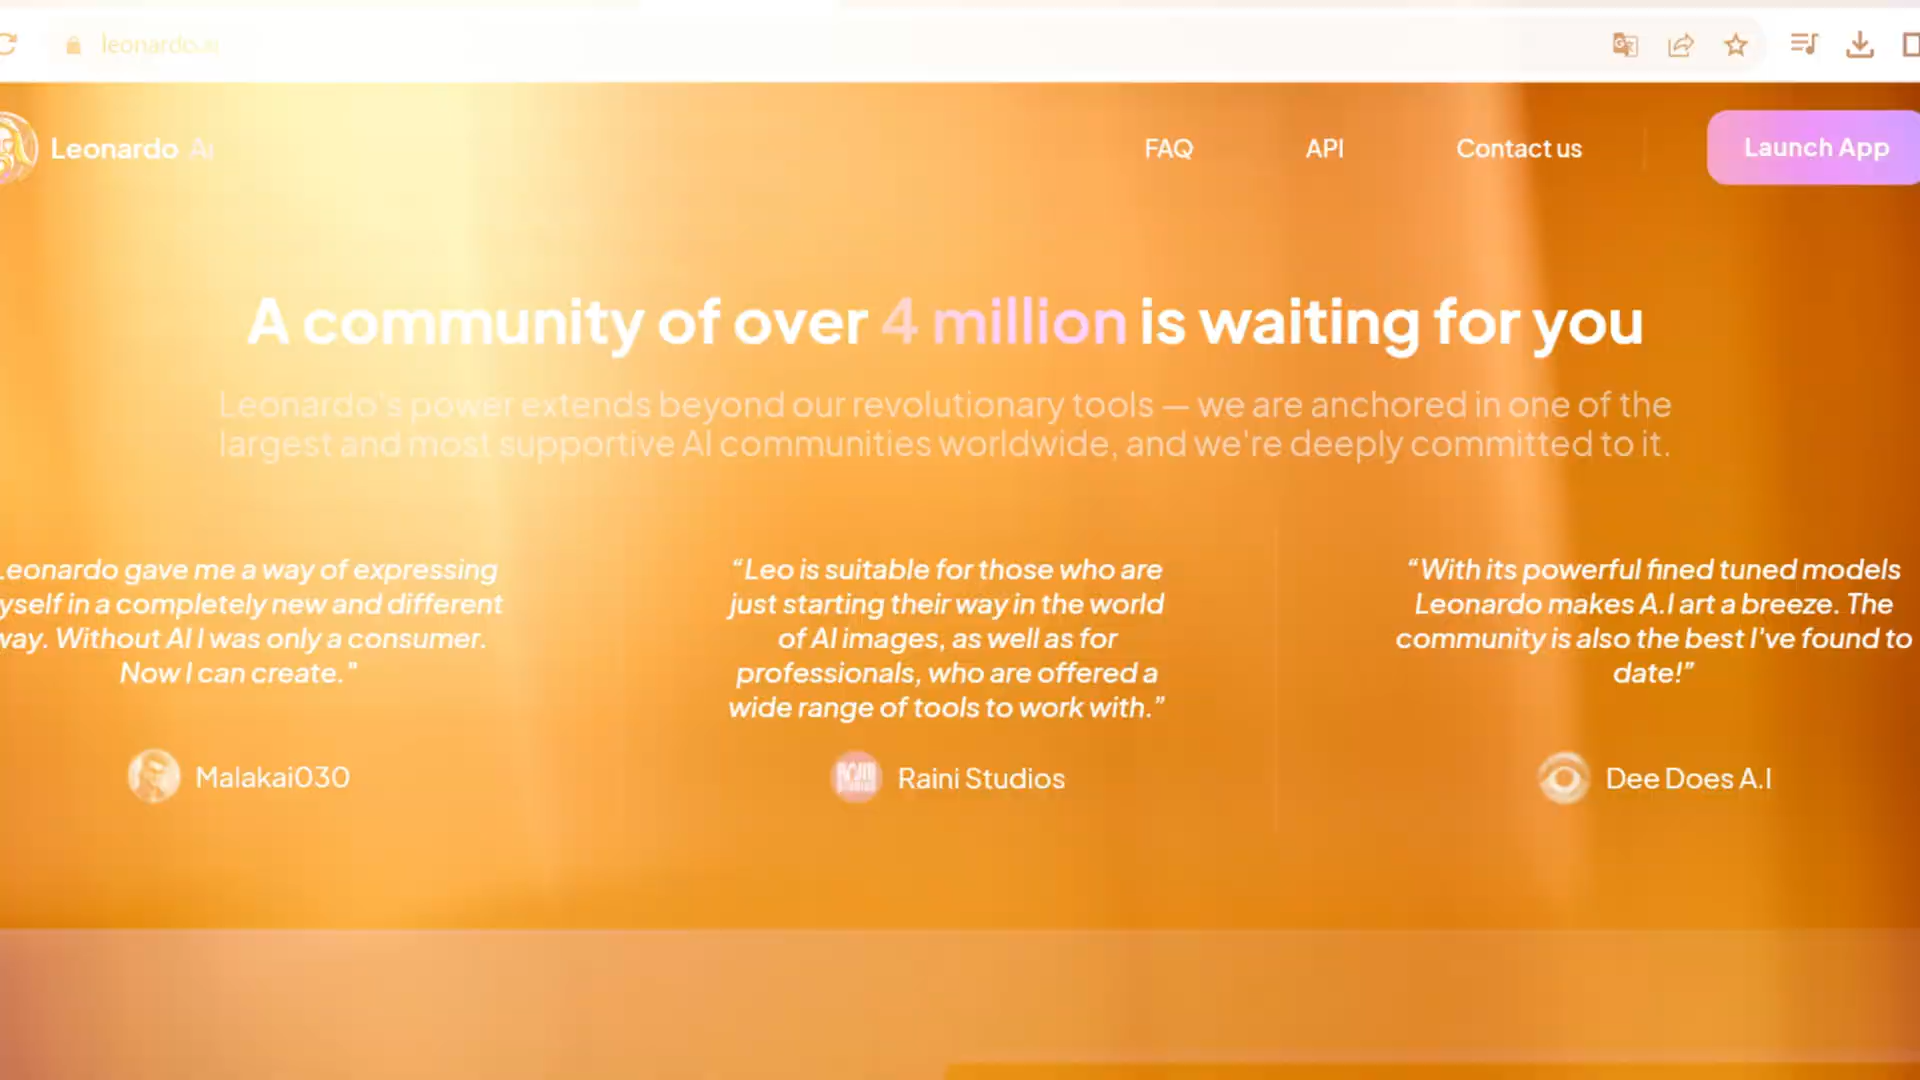 leonardo.ai
Leonardo Ai
FAQ
API
Contact us
Launch App
A community of over 4 million is waiting for you
Leonardo's power extends beyond our revolutionary tools — we are anchored in one of the
largest and most supportive AI communities worldwide, and we're deeply committed to it.
Leonardo gave me a way of expressing
yself in a completely new and different
way. Without AI I was only a consumer.
Now I can create."
“Leo is suitable for those who are
just starting their way in the world
of AI images, as well as for
professionals, who are offered a
wide range of tools to work with.”
“With its powerful fined tuned models
Leonardo makes A.I art a breeze. The
community is also the best I've found to
date!”
Malakai030
Raini Studios
Dee Does A.I